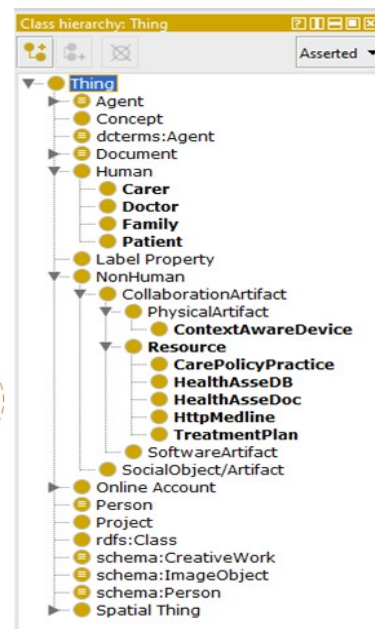 Class hierarchy: Thing
Asserted
Thing
Agent
Concept
dcterms:Agent
Document
Human
Carer
Doctor
Family
Patient
Label Property
NonHuman
CollaborationArtifact
PhysicalArtifact
ContextAwareDevice
Resource
CarePolicyPractice
HealthAsseDB
HealthAsseDoc
HttpMedline
TreatmentPlan
SoftwareArtifact
SocialObject/Artifact
Online Account
Person
Project
rdfs:Class
schema:CreativeWork
schema:ImageObject
schema:Person
Spatial Thing